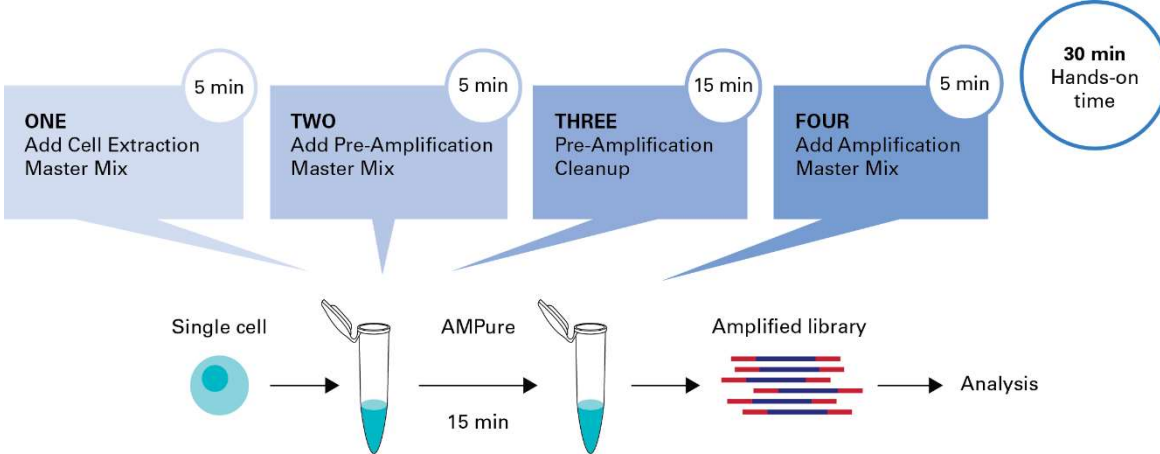 5 min
ONE
Add Cell Extraction
Master Mix
5 min
TWO
Add Pre-Amplification
Master Mix
15 min
THREE
Pre-Amplification
Cleanup
5 min
FOUR
Add Amplification
Master Mix
30 min
Hands-on
time
Single cell
AMPure
15 min
Amplified library
Analysis